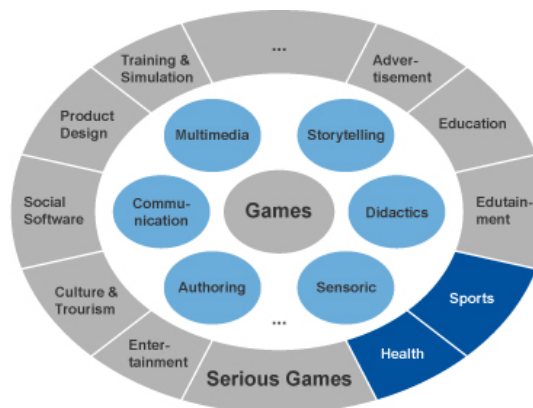 ...
Training &
Simulation
Adver-
tisement
Product
Design
Education
Multimedia
Storytelling
Social
Software
Commu-
nication
Games
Didactics
Edutain-
ment
Authoring
Sensoric
Culture &
Trourism
Sports
...
Enter-
tainment
Health
Serious Games